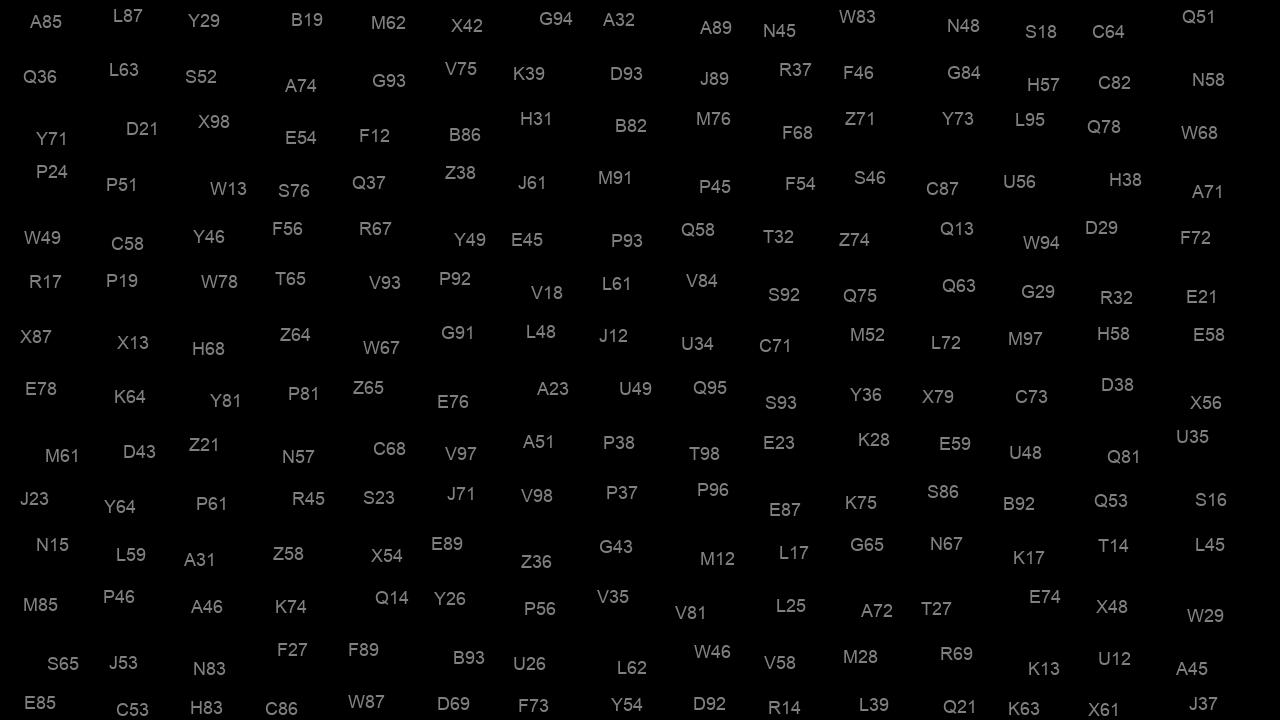 A85 L87 Y29 B19 M62 X42 G94 A32 A89 N45 W83 N48 S18 C64 Q51
Q36 L63 S52 A74 G93 V75 K39 D93 J89 R37 F46 G84 H57 C82 N58
Y71 D21 X98 E54 F12 B86 H31 B82 M76 F68 Z71 Y73 L95 Q78 W68
P24 P51 W13 S76 Q37 Z38 J61 M91 P45 F54 S46 C87 U56 H38 A71
W49 C58 Y46 F56 R67 Y49 E45 P93 Q58 T32 Z74 Q13 W94 D29 F72
R17 P19 W78 T65 V93 P92 V18 L61 V84 S92 Q75 Q63 G29 R32 E21
X87 X13 H68 Z64 W67 G91 L48 J12 U34 C71 M52 L72 M97 H58 E58
E78 K64 Y81 P81 Z65 E76 A23 U49 Q95 S93 Y36 X79 C73 D38 X56
M61 D43 Z21 N57 C68 V97 A51 P38 T98 E23 K28 E59 U48 Q81 U35
J23 Y64 P61 R45 S23 J71 V98 P37 P96 E87 K75 S86 B92 Q53 S16
N15 L59 A31 Z58 X54 E89 Z36 G43 M12 L17 G65 N67 K17 T14 L45
M85 P46 A46 K74 Q14 Y26 P56 V35 V81 L25 A72 T27 E74 X48 W29
S65 J53 N83 F27 F89 B93 U26 L62 W46 V58 M28 R69 K13 U12 A45
E85 C53 H83 C86 W87 D69 F73 Y54 D92 R14 L39 Q21 K63 X61 J37